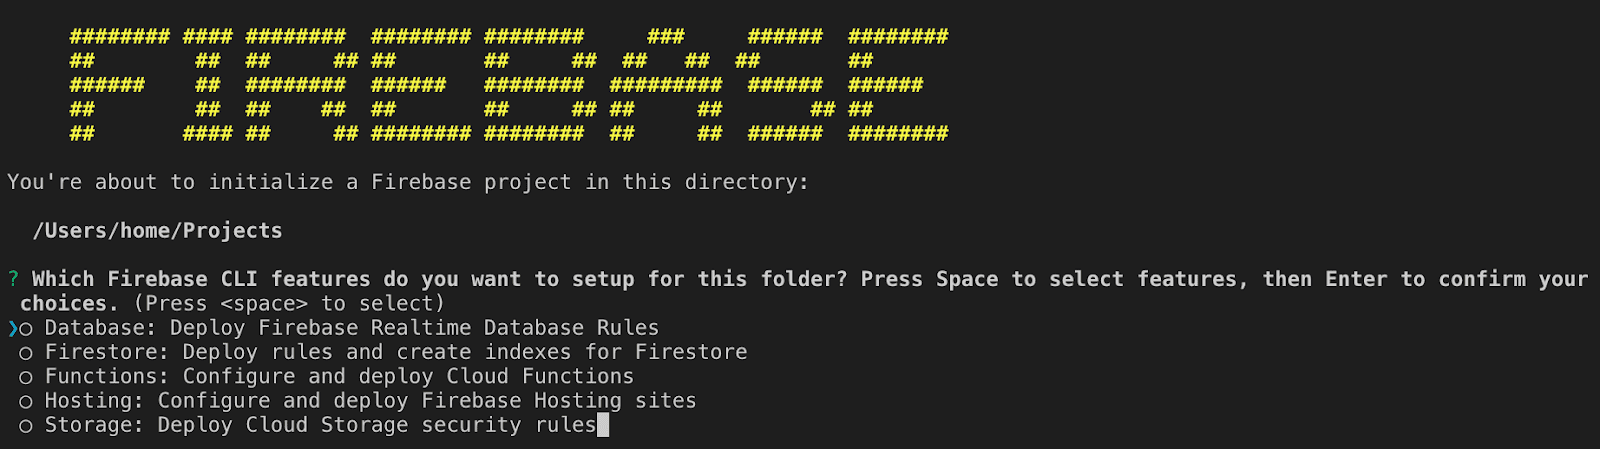 FIREBASE
You're about to initialize a Firebase project in this directory:
/Users/home/Projects
? Which Firebase CLI features do you want to setup for this folder? Press Space to select features, then Enter to confirm your
choices. (Press <space> to select)
❯○ Database: Deploy Firebase Realtime Database Rules
○ Firestore: Deploy rules and create indexes for Firestore
○ Functions: Configure and deploy Cloud Functions
○ Hosting: Configure and deploy Firebase Hosting sites
○ Storage: Deploy Cloud Storage security rules